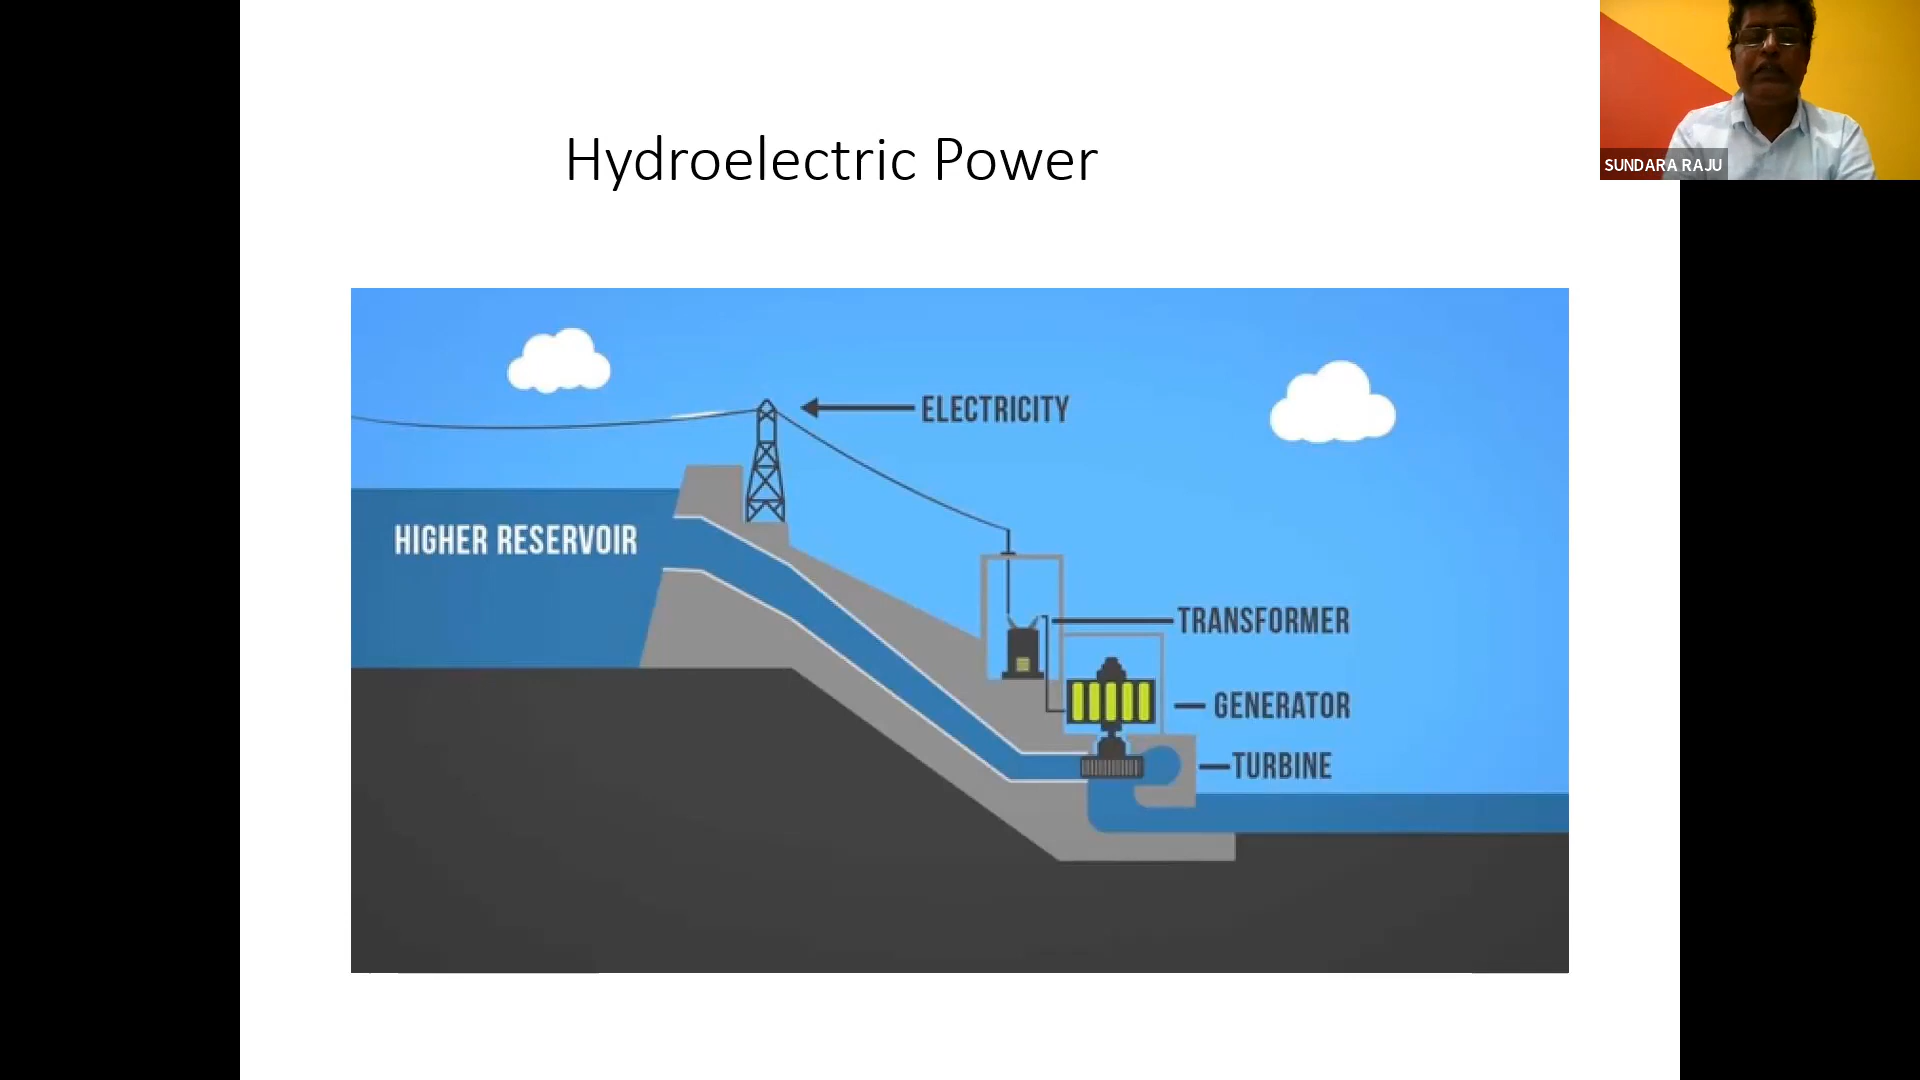 Hydroelectric Power
SUNDARA RAJU
ELECTRICITY
HIGHER RESERVOIR
TRANSFORMER
GENERATOR
TURBINE